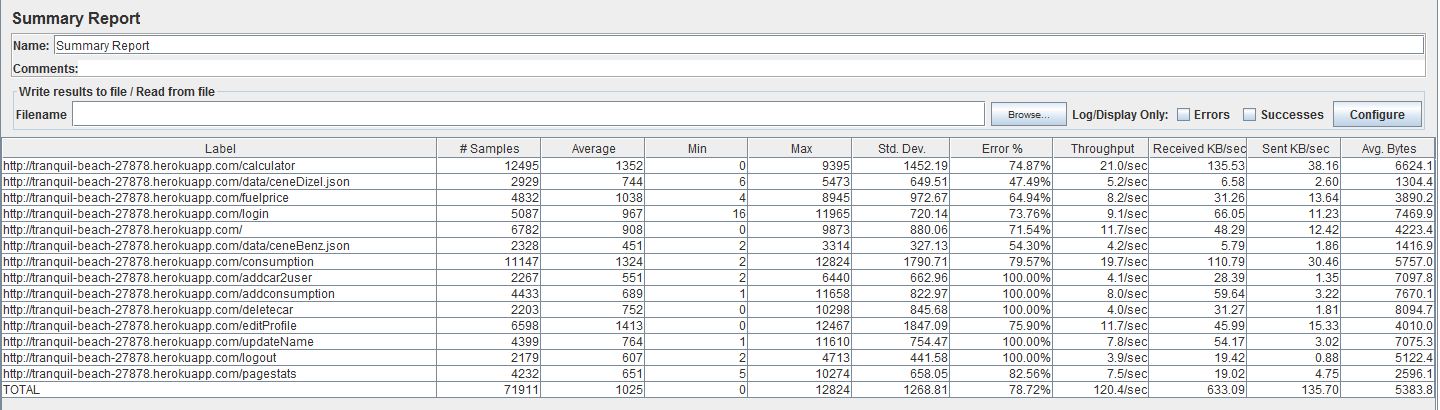 Summary Report
Name: Summary Report
Comments:
Write results to file / Read from file
Filename Browse... Log/Display Only: Errors Successes Configure
Label # Samples Average Min Max Std. Dev. Error % Throughput Received KB/sec Sent KB/sec Avg. Bytes
http://tranquil-beach-27878.herokuapp.com/calculator 12495 1352 0 9395 1452.19 74.87% 21.0/sec 135.53 38.16 6624.1
http://tranquil-beach-27878.herokuapp.com/data/ceneDizel.json 2929 744 6 5473 649.51 47.49% 5.2/sec 6.58 2.60 1304.4
http://tranquil-beach-27878.herokuapp.com/fuelprice 4832 1038 4 8945 972.67 64.94% 8.2/sec 31.26 13.64 3890.2
http://tranquil-beach-27878.herokuapp.com/login 5087 967 16 11965 720.14 73.76% 9.1/sec 66.05 11.23 7469.9
http://tranquil-beach-27878.herokuapp.com/ 6782 908 0 9873 880.06 71.54% 11.7/sec 48.29 12.42 4223.4
http://tranquil-beach-27878.herokuapp.com/data/ceneBenz.json 2328 451 2 3314 327.13 54.30% 4.2/sec 5.79 1.86 1416.9
http://tranquil-beach-27878.herokuapp.com/consumption 11147 1324 2 12824 1790.71 79.57% 19.7/sec 110.79 30.46 5757.0
http://tranquil-beach-27878.herokuapp.com/addcar2user 2267 551 2 6440 662.96 100.00% 4.1/sec 28.39 1.35 7097.8
http://tranquil-beach-27878.herokuapp.com/addconsumption 4433 689 1 11658 822.97 100.00% 8.0/sec 59.64 3.22 7670.1
http://tranquil-beach-27878.herokuapp.com/deletecar 2203 752 0 10298 845.68 100.00% 4.0/sec 31.27 1.81 8094.7
http://tranquil-beach-27878.herokuapp.com/editProfile 6598 1413 0 12467 1847.09 75.90% 11.7/sec 45.99 15.33 4010.0
http://tranquil-beach-27878.herokuapp.com/updateName 4399 764 1 11610 754.47 100.00% 7.8/sec 54.17 3.02 7075.3
http://tranquil-beach-27878.herokuapp.com/logout 2179 607 2 4713 441.58 100.00% 3.9/sec 19.42 0.88 5122.4
http://tranquil-beach-27878.herokuapp.com/pagestats 4232 651 5 10274 658.05 82.56% 7.5/sec 19.02 4.75 2596.1
TOTAL 71911 1025 0 12824 1268.81 78.72% 120.4/sec 633.09 135.70 5383.8